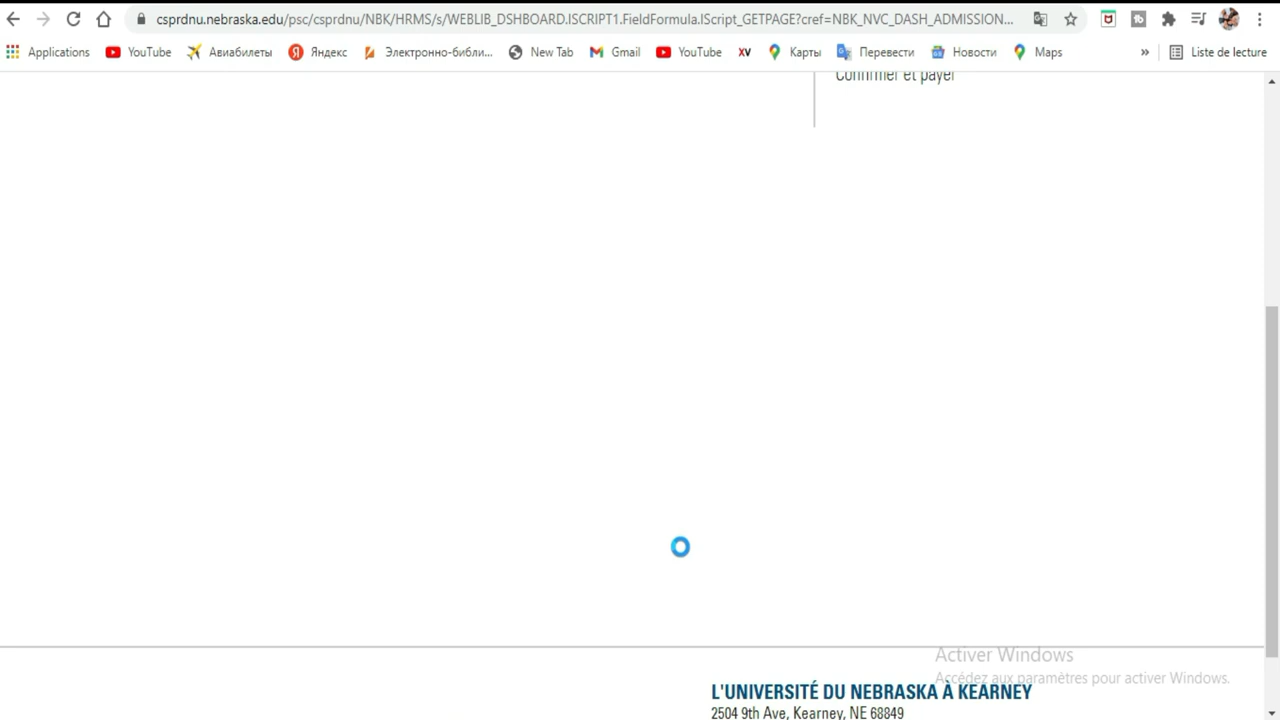 csprdnu.nebraska.edu/psc/csprdnu/NBK/HRMS/s/WEBLIB_DSHBOARD.ISCRIPT1.FieldFormula.IScript_GETPAGE?cref=NBK_NVC_DASH_ADMISSION...
Applications YouTube Авиабилеты Яндекс Электронно-библи... New Tab Gmail YouTube XV Карты Перевести Новости Maps » Liste de lecture
Confirmer et payer
Activer Windows
Accédez aux paramètres pour activer Windows.
L'UNIVERSITÉ DU NEBRASKA À KEARNEY
2504 9th Ave, Kearney, NE 68849